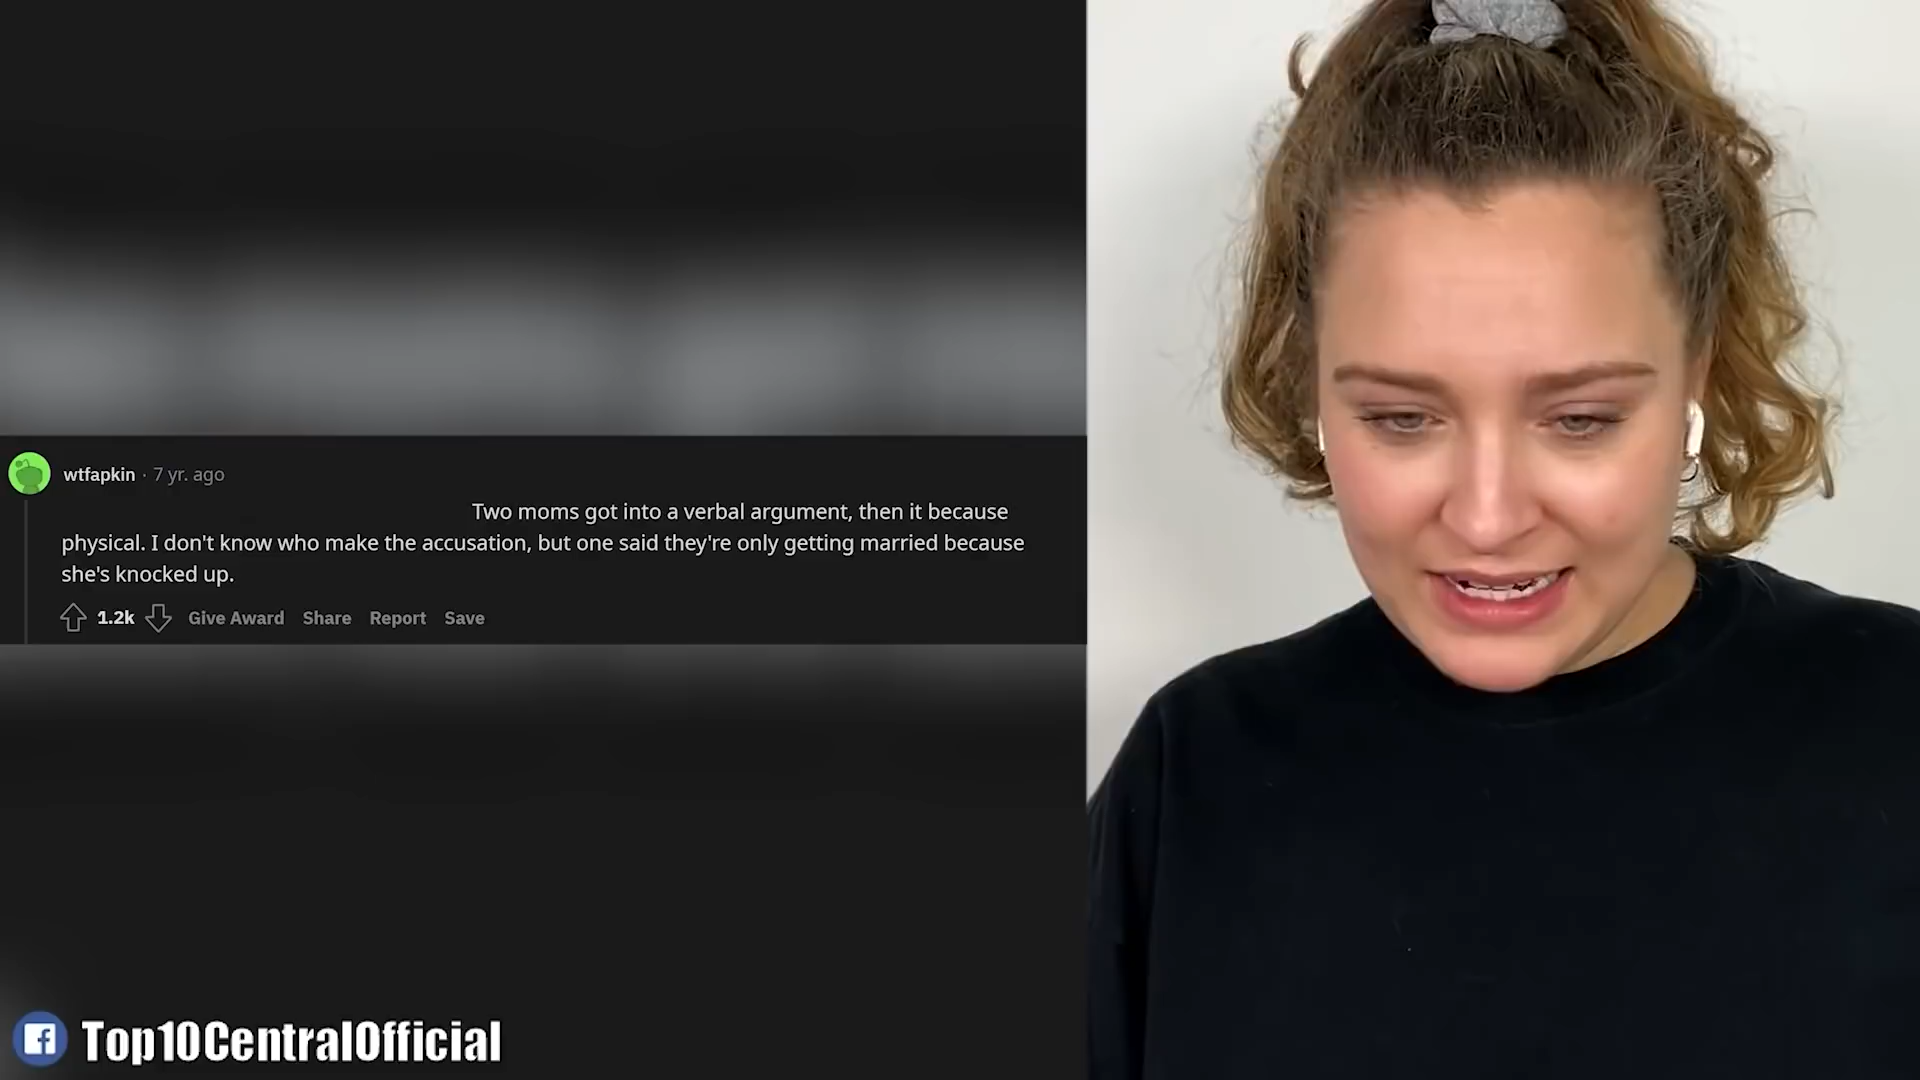 wtfapkin · 7 yr. ago
Two moms got into a verbal argument, then it because
physical. I don't know who make the accusation, but one said they're only getting married because
she's knocked up.
1.2k Give Award Share Report Save
Top10CentralOfficial